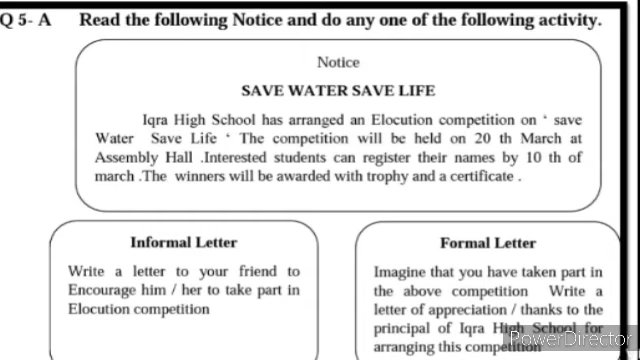 Q 5- A Read the following Notice and do any one of the following activity.
Notice
SAVE WATER SAVE LIFE
Iqra High School has arranged an Elocution competition on ‘ save
Water Save Life ‘ The competition will be held on 20 th March at
Assembly Hall .Interested students can register their names by 10 th of
march .The winners will be awarded with trophy and a certificate .
Informal Letter
Write a letter to your friend to
Encourage him / her to take part in
Elocution competition
Formal Letter
Imagine that you have taken part in
the above competition Write a
letter of appreciation / thanks to the
principal of Iqra High School for
arranging this competition
PowerDirector